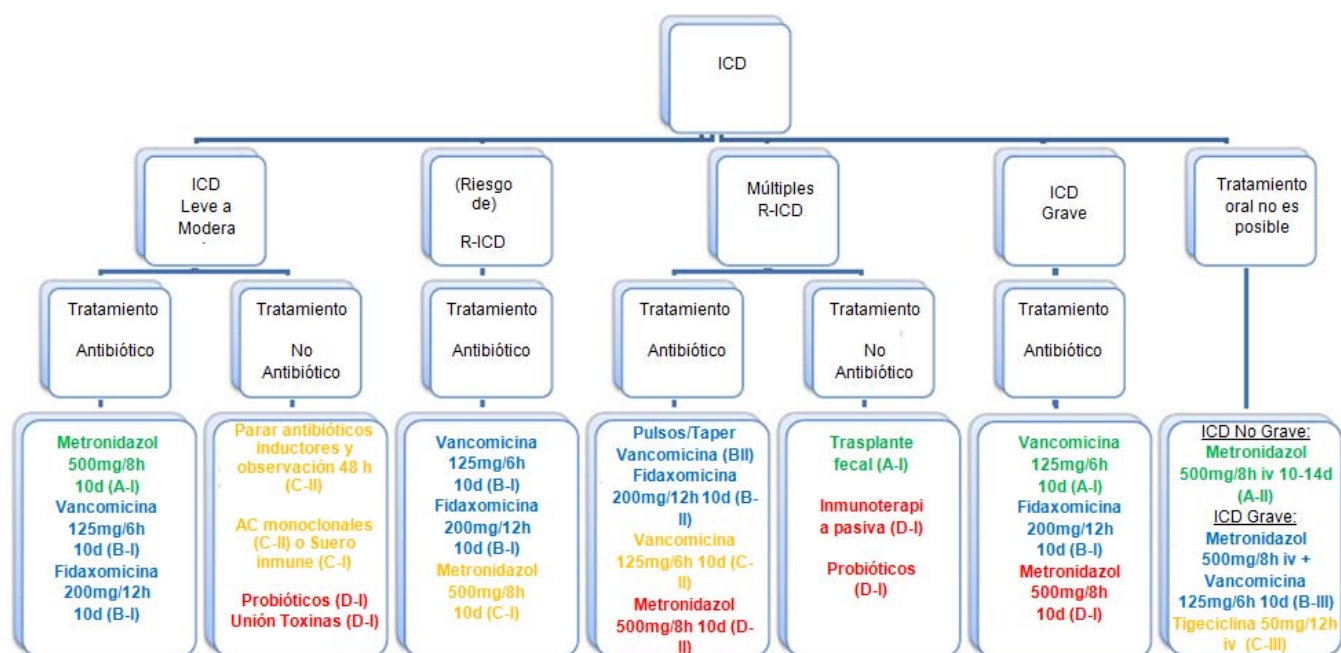 ICD
ICD
Leve a
Modera
(Riesgo
de)
R-ICD
Múltiples
R-ICD
ICD
Grave
Tratamiento
oral no es
posible
Tratamiento
Antibiótico
Tratamiento
No
Antibiótico
Tratamiento
Antibiótico
Tratamiento
Antibiótico
Tratamiento
No
Antibiótico
Tratamiento
Antibiótico
Metronidazol
500mg/8h
10d (A-I)
Vancomicina
125mg/6h
10d (B-I)
Fidaxomicina
200mg/12h
10d (B-I)
Parar antibióticos
inductores y
observación 48 h
(C-II)
AC monoclonales
(C-II) o Suero
inmune (C-I)
Probióticos (D-I)
Unión Toxinas (D-I)
Vancomicina
125mg/6h
10d (B-I)
Fidaxomicina
200mg/12h
10d (B-I)
Metronidazol
500mg/8h
10d (C-I)
Pulsos/Taper
Vancomicina (BII)
Fidaxomicina
200mg/12h 10d (B-
II)
Vancomicina
125mg/6h 10d (C-
II)
Metronidazol
500mg/8h 10d (D-
II)
Trasplante
fecal (A-I)
Inmunoterapi
a pasiva (D-I)
Probióticos
(D-I)
Vancomicina
125mg/6h
10d (A-I)
Fidaxomicina
200mg/12h
10d (B-I)
Metronidazol
500mg/8h
10d (D-I)
ICD No Grave:
Metronidazol
500mg/8h iv 10-14d
(A-II)
ICD Grave:
Metronidazol
500mg/8h iv +
Vancomicina
125mg/6h 10d (B-III)
Tigeciclina 50mg/12h
iv (C-III)